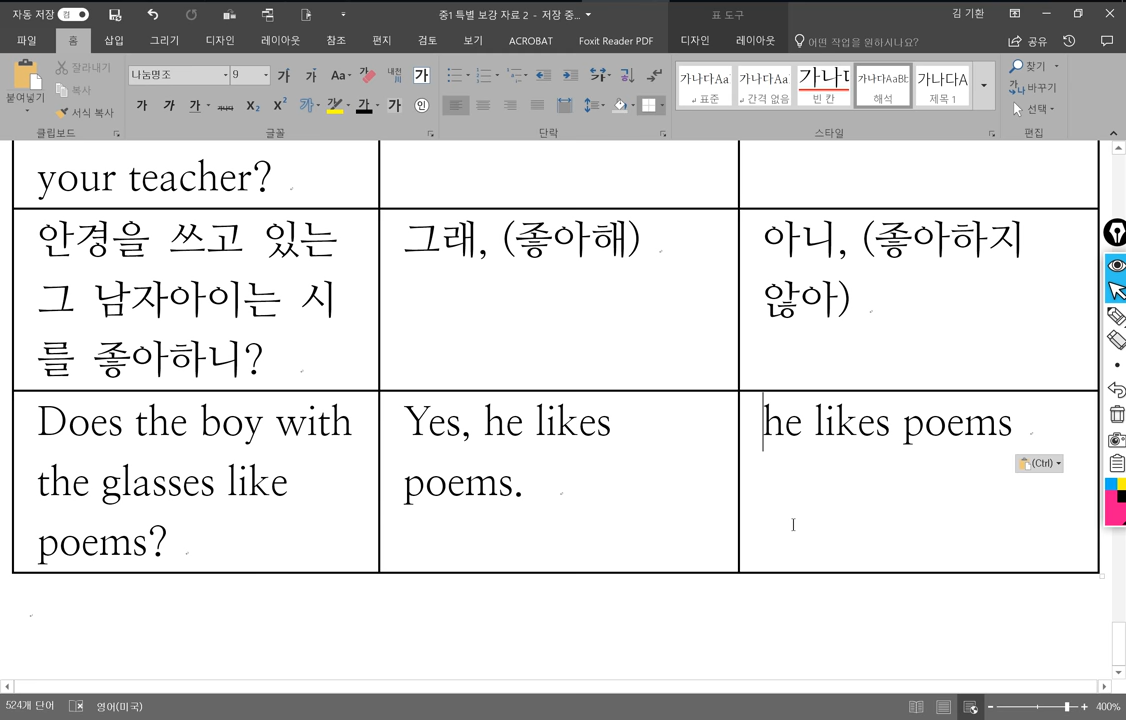 자동 저장 컴
중1 특별 보강 자료 2 - 저장 중...
표 도구
김 기환
파일 홈 삽입 그리기 디자인 레이아웃 참조 편지 검토 보기 ACROBAT Foxit Reader PDF 디자인 레이아웃 어떤 작업을 원하시나요? 공유
붙여넣기
잘라내기
복사
서식 복사
나눔명조 9
가나다Aa 표준
가나다Aa 간격 없음
빈 칸
가나다AaBb 해석
가나다A 제목 1
찾기
바꾸기
선택
클립보드 글꼴 단락 스타일 편집
your teacher?
안경을 쓰고 있는
그 남자아이는 시
를 좋아하니?
그래, (좋아해)
아니, (좋아하지
않아)
Does the boy with
the glasses like
poems?
Yes, he likes
poems.
he likes poems
(Ctrl)
524개 단어 영어(미국) 400%